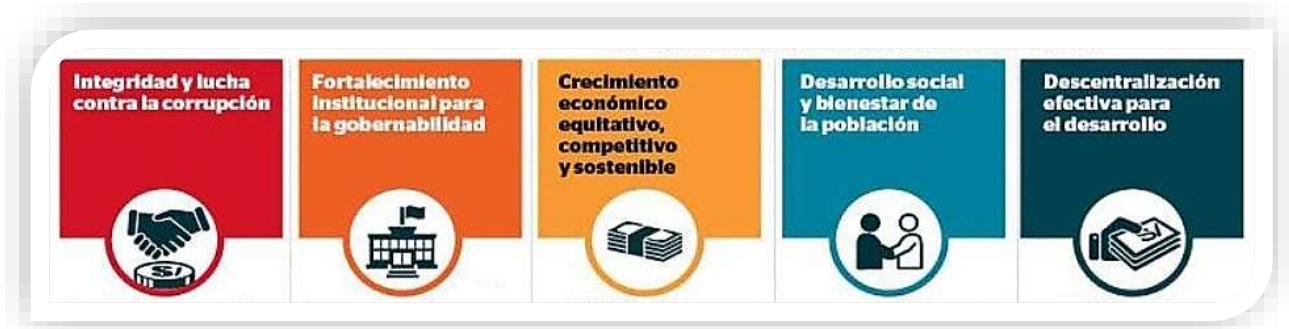 Integridad y lucha
contra la corrupción
Fortalecimiento
institucional para
la gobernabilidad
Crecimiento
económico
equitativo,
competitivo
y sostenible
Desarrollo social
y bienestar de
la población
Descentralización
efectiva para
el desarrollo
S/
S/